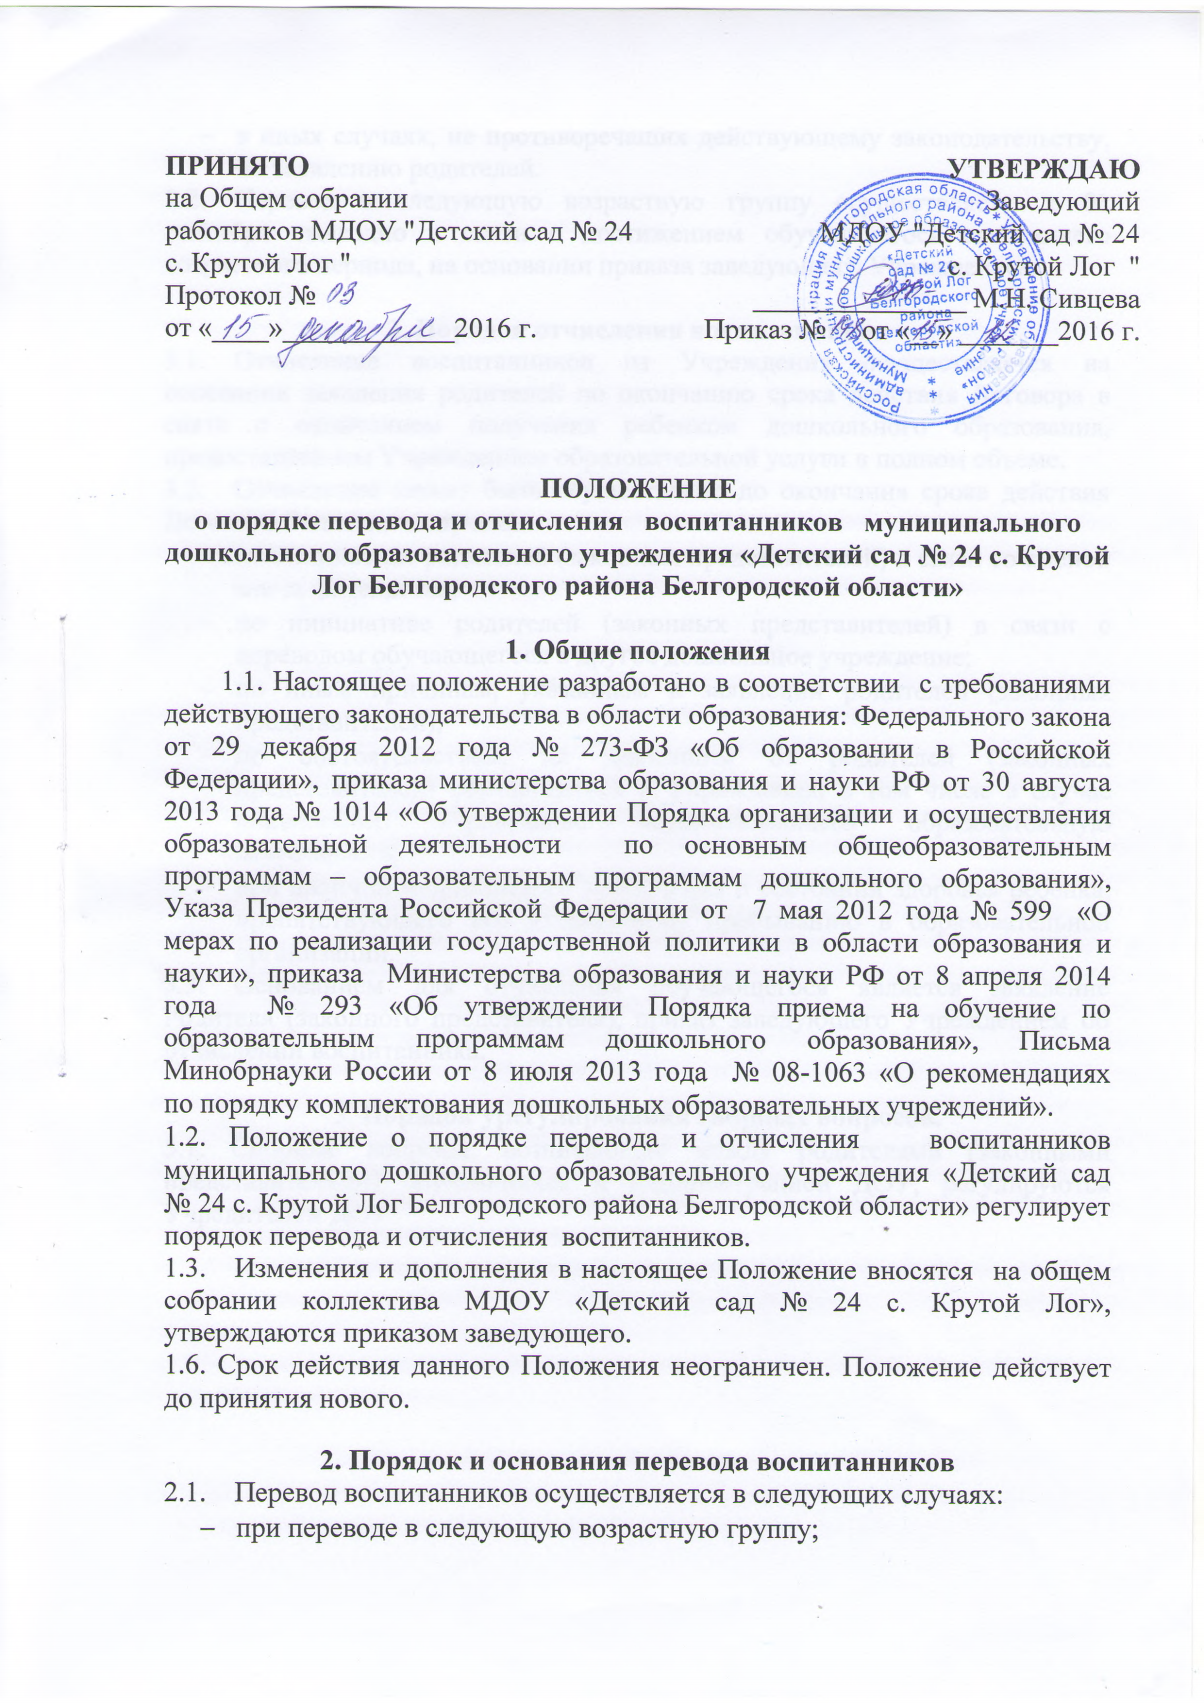 ПРИНЯТО
на Общем собрании
работников МДОУ "Детский сад № 24
с. Крутой Лог "
Протокол № 03
от « 15 » декабря 2016 г.
УТВЕРЖДАЮ
Заведующий
МДОУ "Детский сад № 24
с. Крутой Лог "
М.Н. Сивцева
Приказ № от « » 2016 г.
«Детский
сад № 24
с. Крутой Лог
Белгородского
района
Белгородской
области»
ПОЛОЖЕНИЕ
о порядке перевода и отчисления воспитанников муниципального
дошкольного образовательного учреждения «Детский сад № 24 с. Крутой
Лог Белгородского района Белгородской области»
1. Общие положения
1.1. Настоящее положение разработано в соответствии с требованиями
действующего законодательства в области образования: Федерального закона
от 29 декабря 2012 года № 273-ФЗ «Об образовании в Российской
Федерации», приказа министерства образования и науки РФ от 30 августа
2013 года № 1014 «Об утверждении Порядка организации и осуществления
образовательной деятельности по основным общеобразовательным
программам – образовательным программам дошкольного образования»,
Указа Президента Российской Федерации от 7 мая 2012 года № 599 «О
мерах по реализации государственной политики в области образования и
науки», приказа Министерства образования и науки РФ от 8 апреля 2014
года № 293 «Об утверждении Порядка приема на обучение по
образовательным программам дошкольного образования», Письма
Минобрнауки России от 8 июля 2013 года № 08-1063 «О рекомендациях
по порядку комплектования дошкольных образовательных учреждений».
1.2. Положение о порядке перевода и отчисления воспитанников
муниципального дошкольного образовательного учреждения «Детский сад
№ 24 с. Крутой Лог Белгородского района Белгородской области» регулирует
порядок перевода и отчисления воспитанников.
1.3. Изменения и дополнения в настоящее Положение вносятся на общем
собрании коллектива МДОУ «Детский сад № 24 с. Крутой Лог»,
утверждаются приказом заведующего.
1.6. Срок действия данного Положения неограничен. Положение действует
до принятия нового.
2. Порядок и основания перевода воспитанников
2.1. Перевод воспитанников осуществляется в следующих случаях:
– при переводе в следующую возрастную группу;